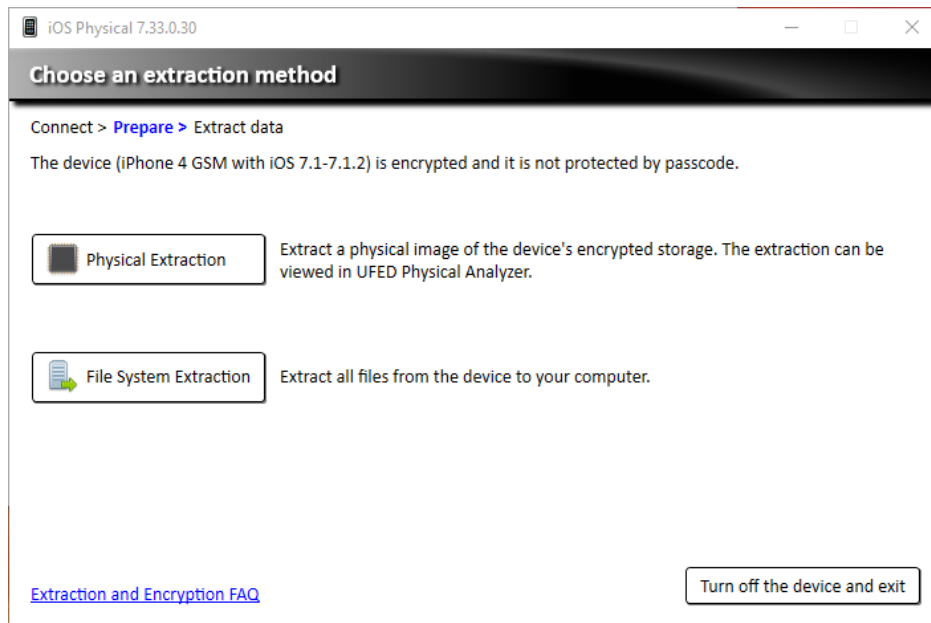 iOS Physical 7.33.0.30
Choose an extraction method
Connect > Prepare > Extract data
The device (iPhone 4 GSM with iOS 7.1-7.1.2) is encrypted and it is not protected by passcode.
Physical Extraction
Extract a physical image of the device's encrypted storage. The extraction can be
viewed in UFED Physical Analyzer.
File System Extraction
Extract all files from the device to your computer.
Extraction and Encryption FAQ
Turn off the device and exit